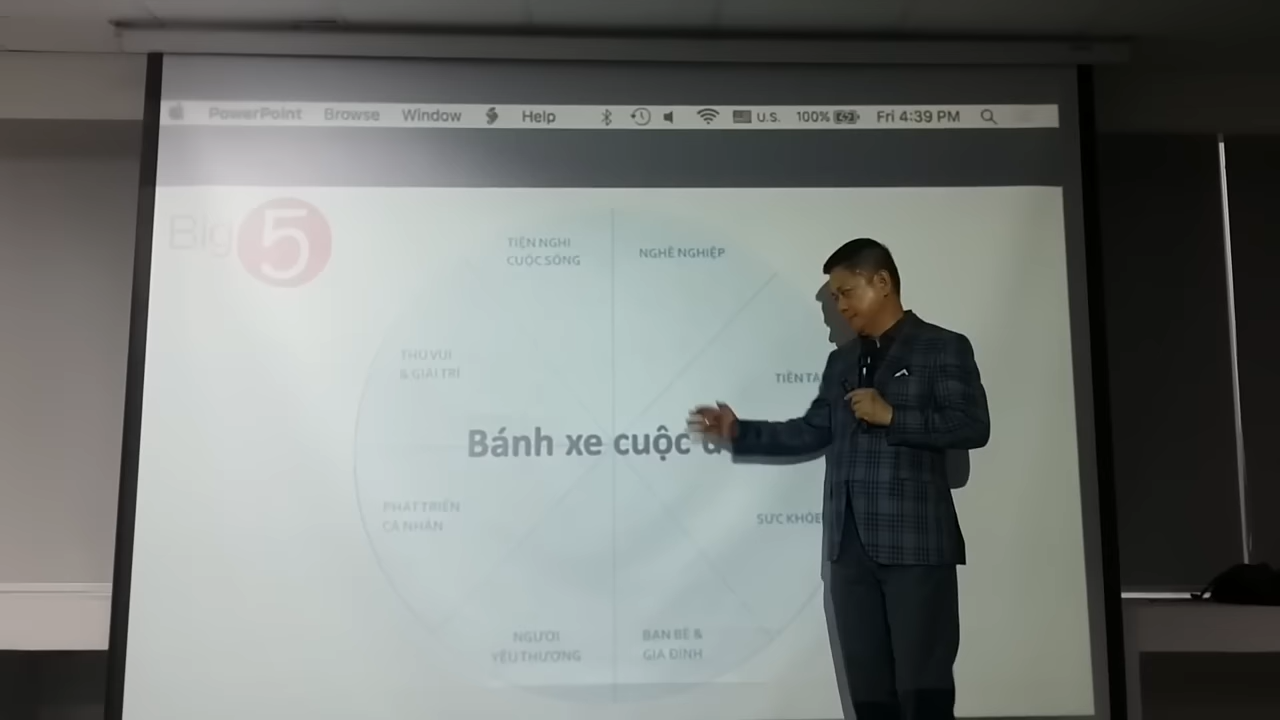 PowerPoint Browse Window Help U.S. 100% Fri 4:39 PM
Big 5
TIỆN NGHI
CUỘC SỐNG
NGHỀ NGHIỆP
THÚ VUI
& GIẢI TRÍ
TIỀN
Bánh xe cuộc
PHÁT TRIỂN
CÁ NHÂN
SỨC KHỎE
NGƯỜI
YÊU THƯƠNG
BẠN BÈ &
GIA ĐÌNH